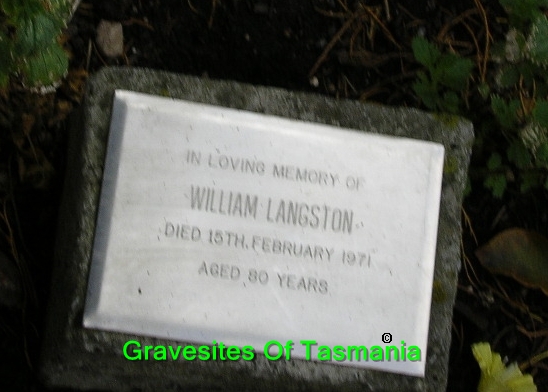 IN LOVING MEMORY OF
WILLIAM LANGSTON
DIED 15TH. FEBRUARY 1971
AGED 80 YEARS
©
Gravesites Of Tasmania